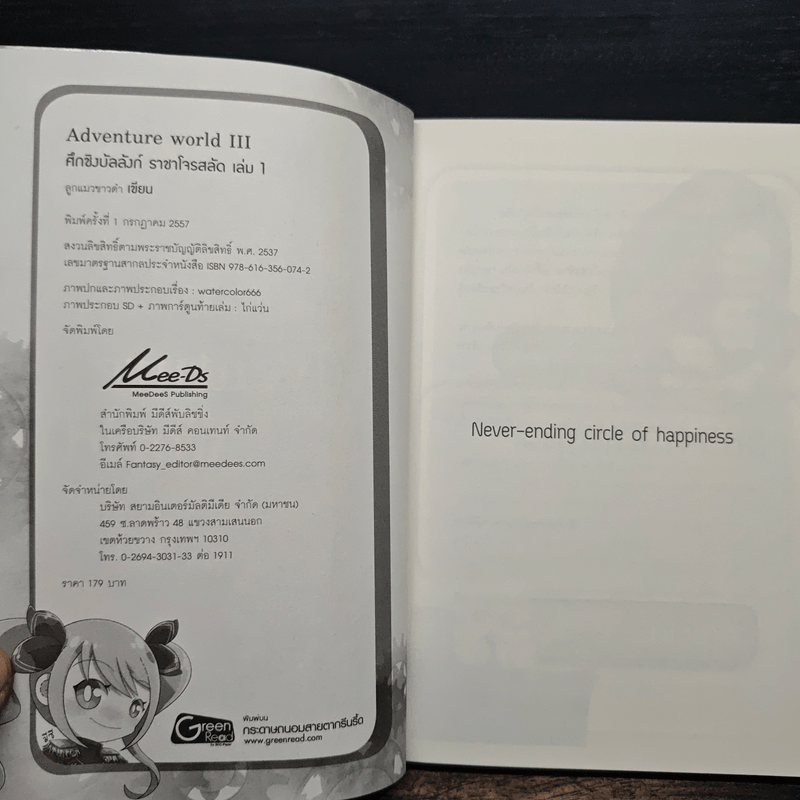 Adventure world III
ศึกชิงบัลลังก์ ราชาโจรสลัด เล่ม 1
ลูกแมวขาวดำ เขียน
พิมพ์ครั้งที่ 1 กรกฎาคม 2557
สงวนลิขสิทธิ์ตามพระราชบัญญัติลิขสิทธิ์ พ.ศ. 2537
เลขมาตรฐานสากลประจำหนังสือ ISBN 978-616-356-074-2
ภาพปกและภาพประกอบเรื่อง : watercolor666
ภาพประกอบ SD + ภาพการ์ตูนท้ายเล่ม : ไก่แว่น
จัดพิมพ์โดย
Mee-Ds
MeeDeeS Publishing
สำนักพิมพ์ มีดีส์พับลิชชิ่ง
ในเครือบริษัท มีดีส์ คอนเทนท์ จำกัด
โทรศัพท์ 0-2276-8533
อีเมล์ Fantasy_editor@meedees.com
จัดจำหน่ายโดย
บริษัท สยามอินเตอร์มัลติมีเดีย จำกัด (มหาชน)
459 ซ.ลาดพร้าว 48 แขวงสามเสนนอก
เขตห้วยขวาง กรุงเทพฯ 10310
โทร. 0-2694-3031-33 ต่อ 1911
ราคา 179 บาท
Green Read
พิมพ์บน
กระดาษถนอมสายตากรีนรี้ด
www.greenread.com
Never-ending circle of happiness